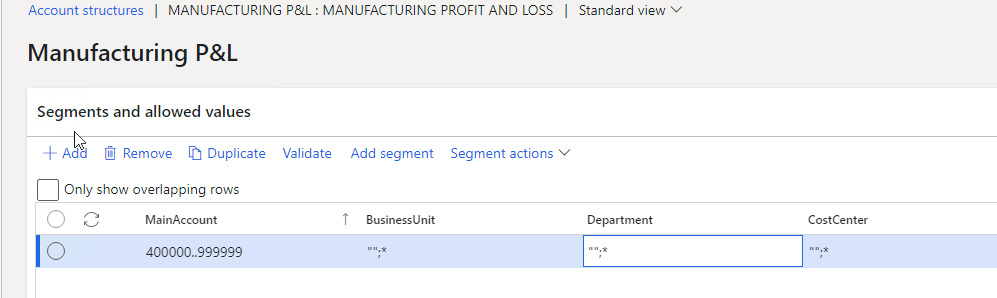 Account structures | MANUFACTURING P&L : MANUFACTURING PROFIT AND LOSS | Standard view
Manufacturing P&L
Segments and allowed values
Add Remove Duplicate Validate Add segment Segment actions
Only show overlapping rows
MainAccount BusinessUnit Department CostCenter
400000..999999 "";* "";* "";*